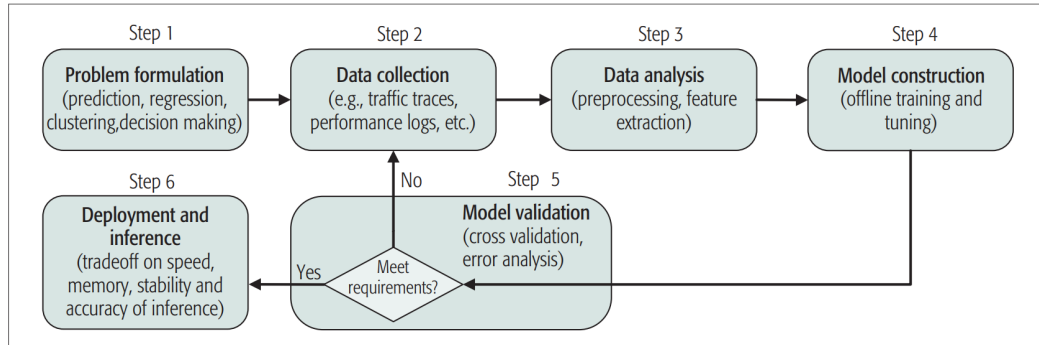 Step 1
Problem formulation
(prediction, regression,
clustering,decision making)
Step 2
Data collection
(e.g., traffic traces,
performance logs, etc.)
Step 3
Data analysis
(preprocessing, feature
extraction)
Step 4
Model construction
(offline training and
tuning)
No
Step 5
Model validation
(cross validation,
error analysis)
Meet
requirements?
Yes
Step 6
Deployment and
inference
(tradeoff on speed,
memory, stability and
accuracy of inference)